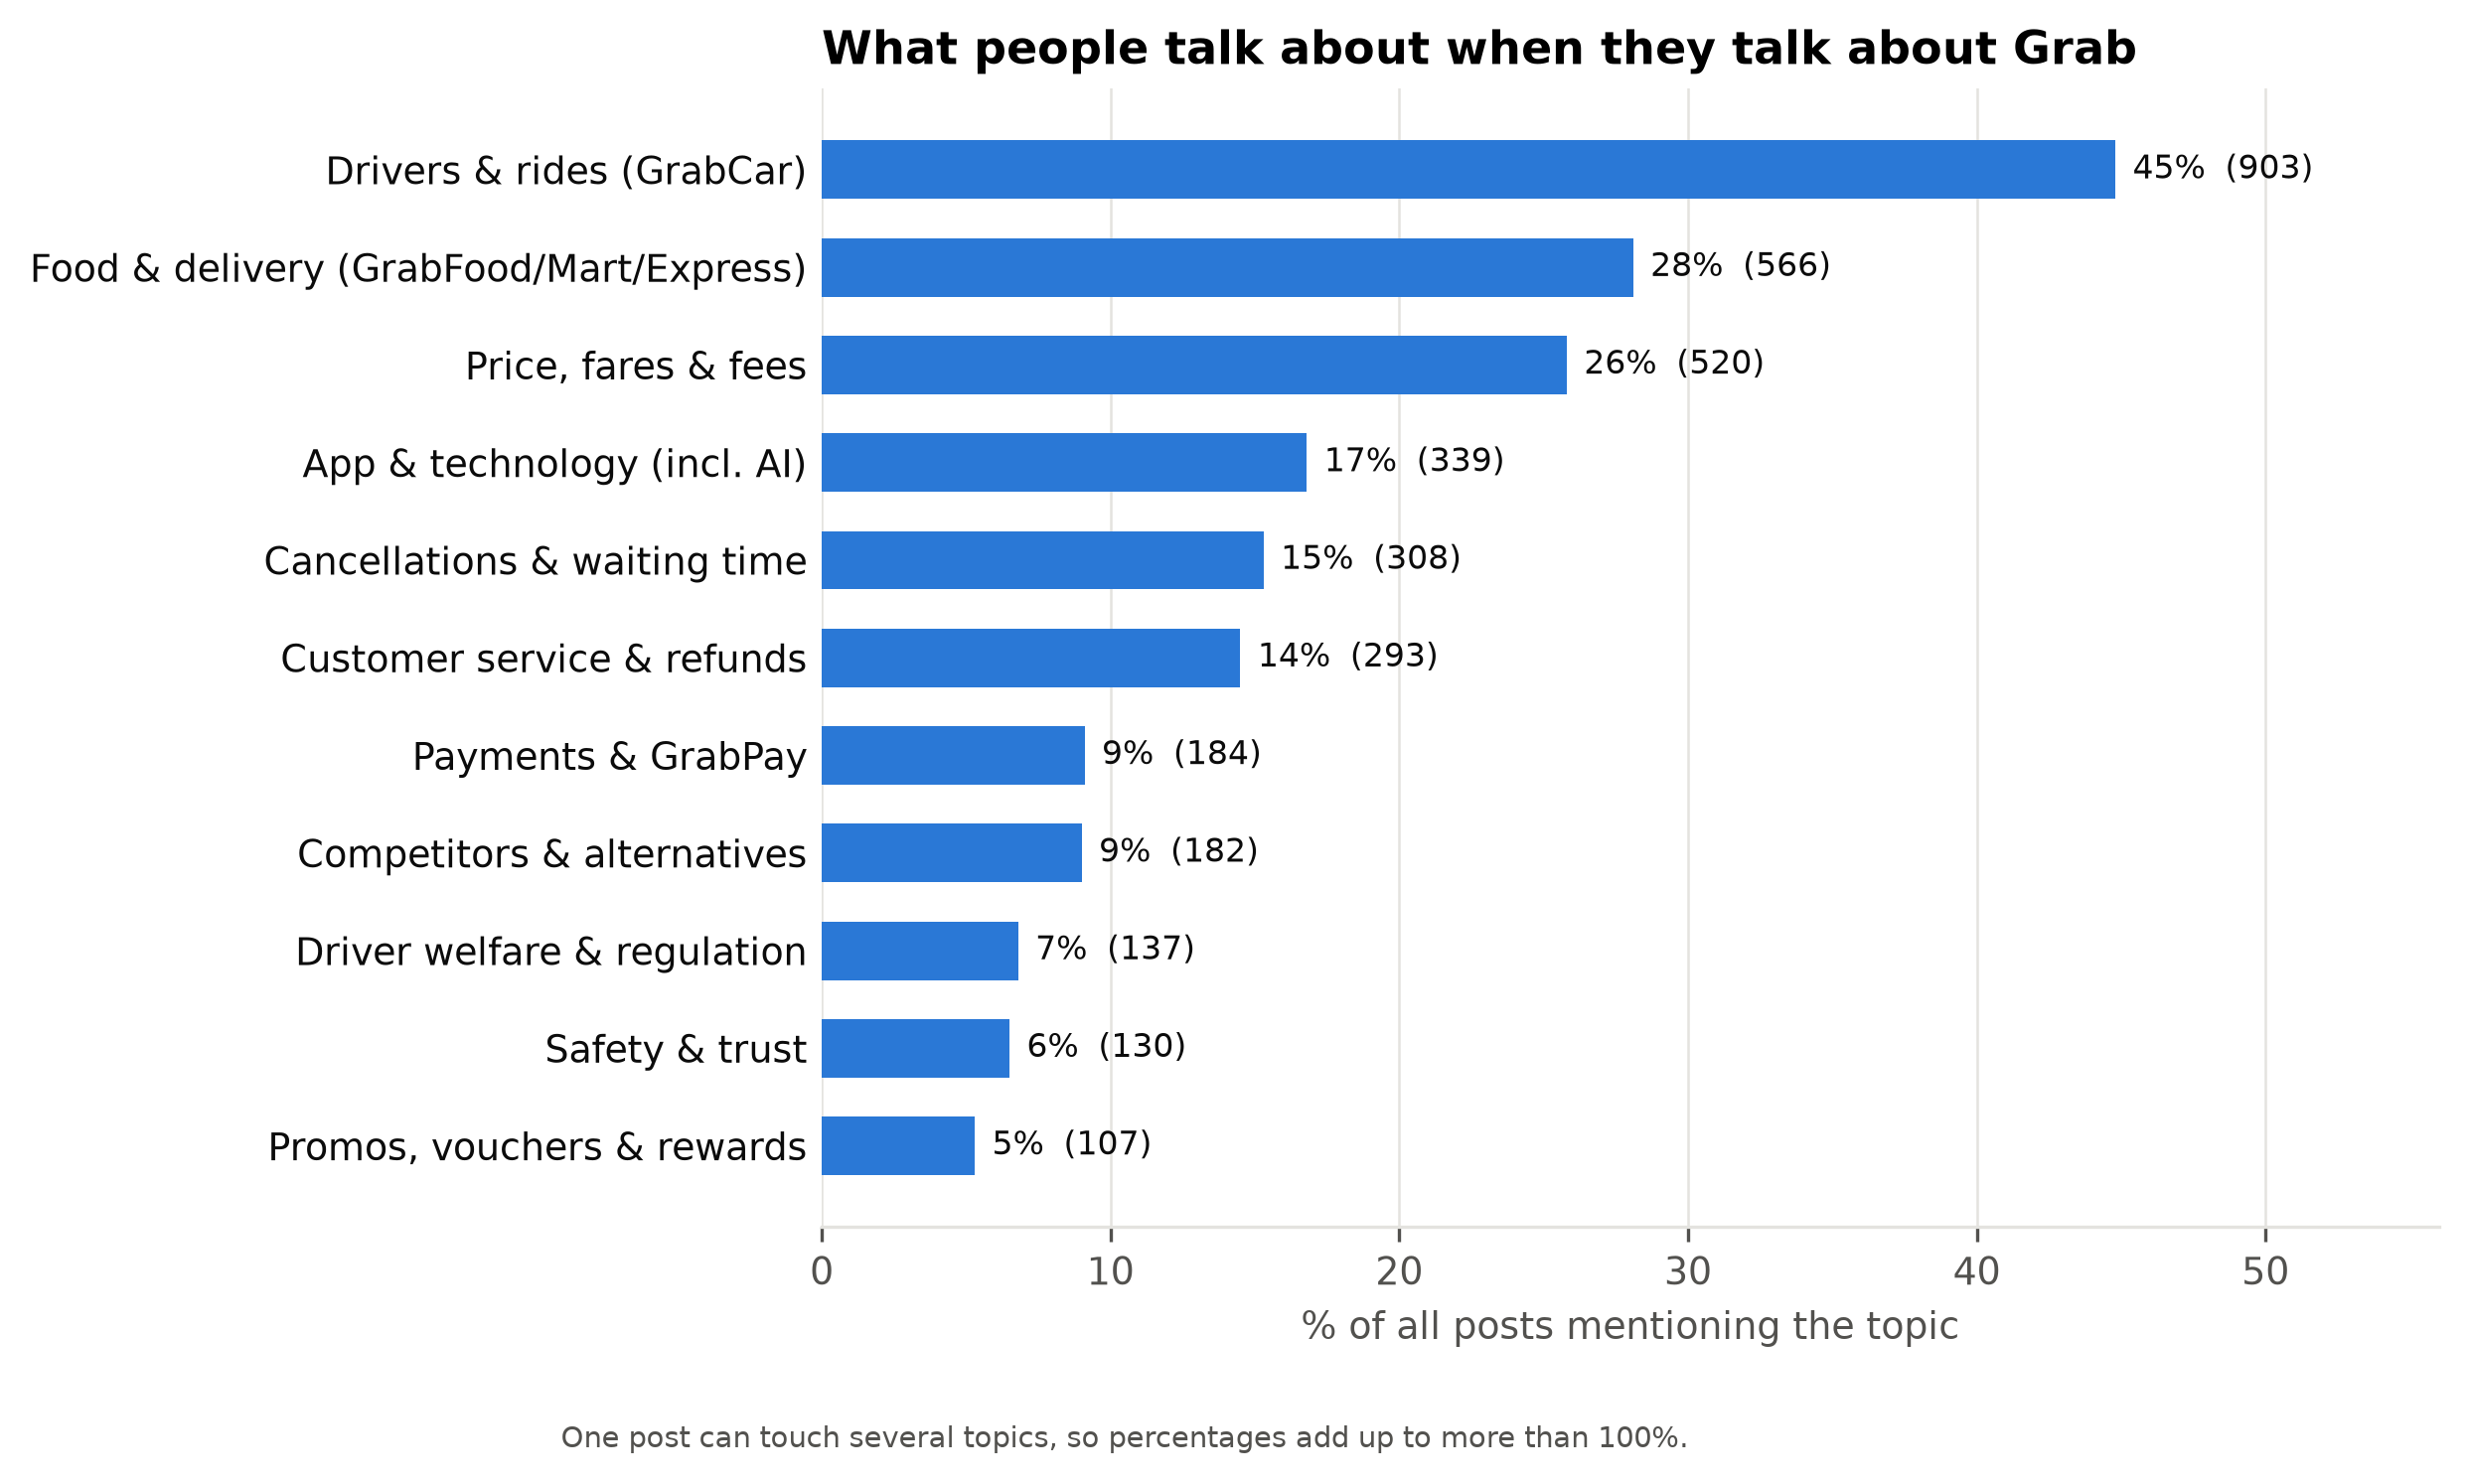 What people talk about when they talk about Grab
Drivers & rides (GrabCar) 45% (903)
Food & delivery (GrabFood/Mart/Express) 28% (566)
Price, fares & fees 26% (520)
App & technology (incl. AI) 17% (339)
Cancellations & waiting time 15% (308)
Customer service & refunds 14% (293)
Payments & GrabPay 9% (184)
Competitors & alternatives 9% (182)
Driver welfare & regulation 7% (137)
Safety & trust 6% (130)
Promos, vouchers & rewards 5% (107)
0 10 20 30 40 50
% of all posts mentioning the topic
One post can touch several topics, so percentages add up to more than 100%.